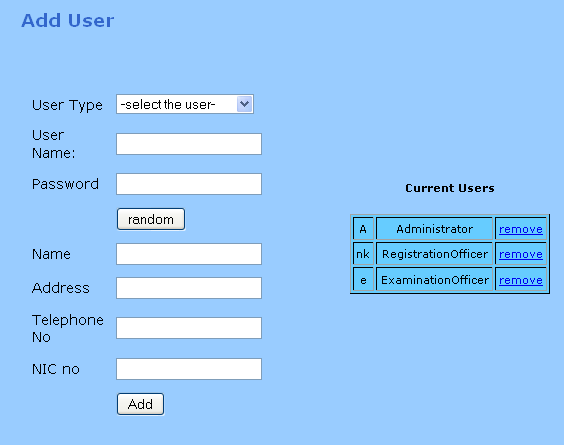 Add User
User Type
-select the user-
User
Name:
Password
random
Name
Address
Telephone
No
NIC no
Add
Current Users
A Administrator remove
nk RegistrationOfficer remove
e ExaminationOfficer remove